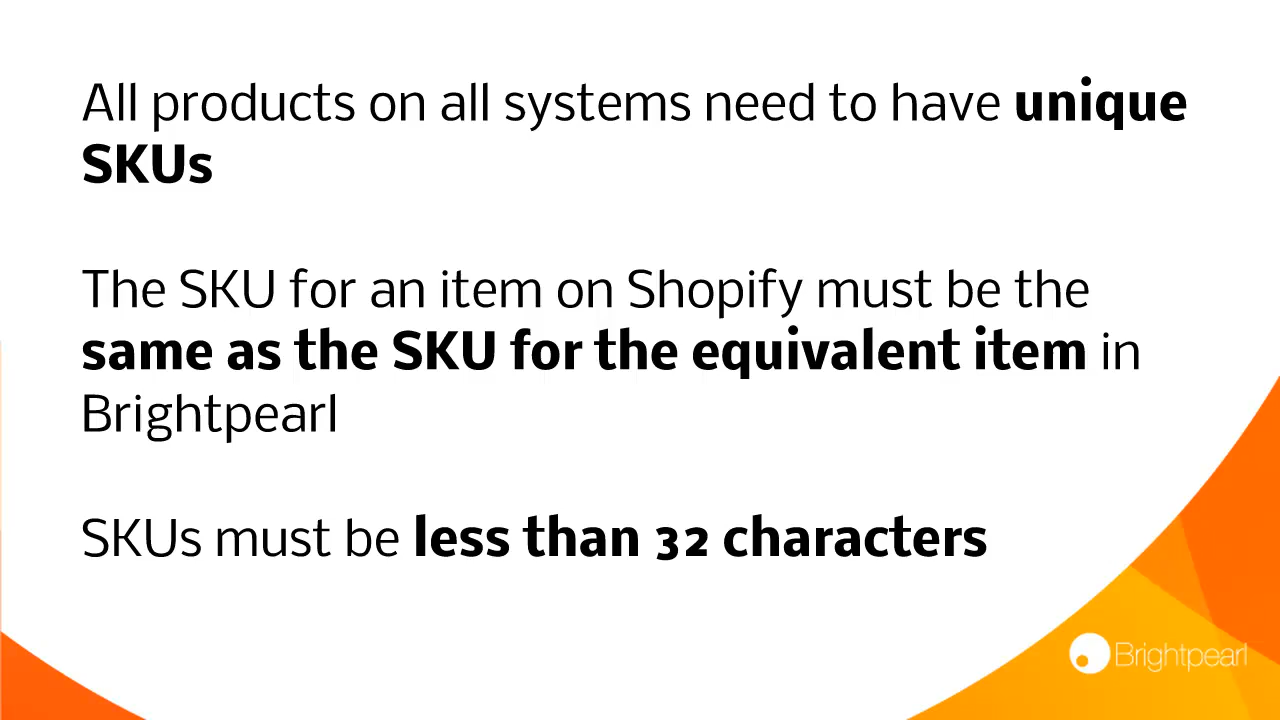 All products on all systems need to have unique
SKUs
The SKU for an item on Shopify must be the
same as the SKU for the equivalent item in
Brightpearl
SKUs must be less than 32 characters
Brightpearl